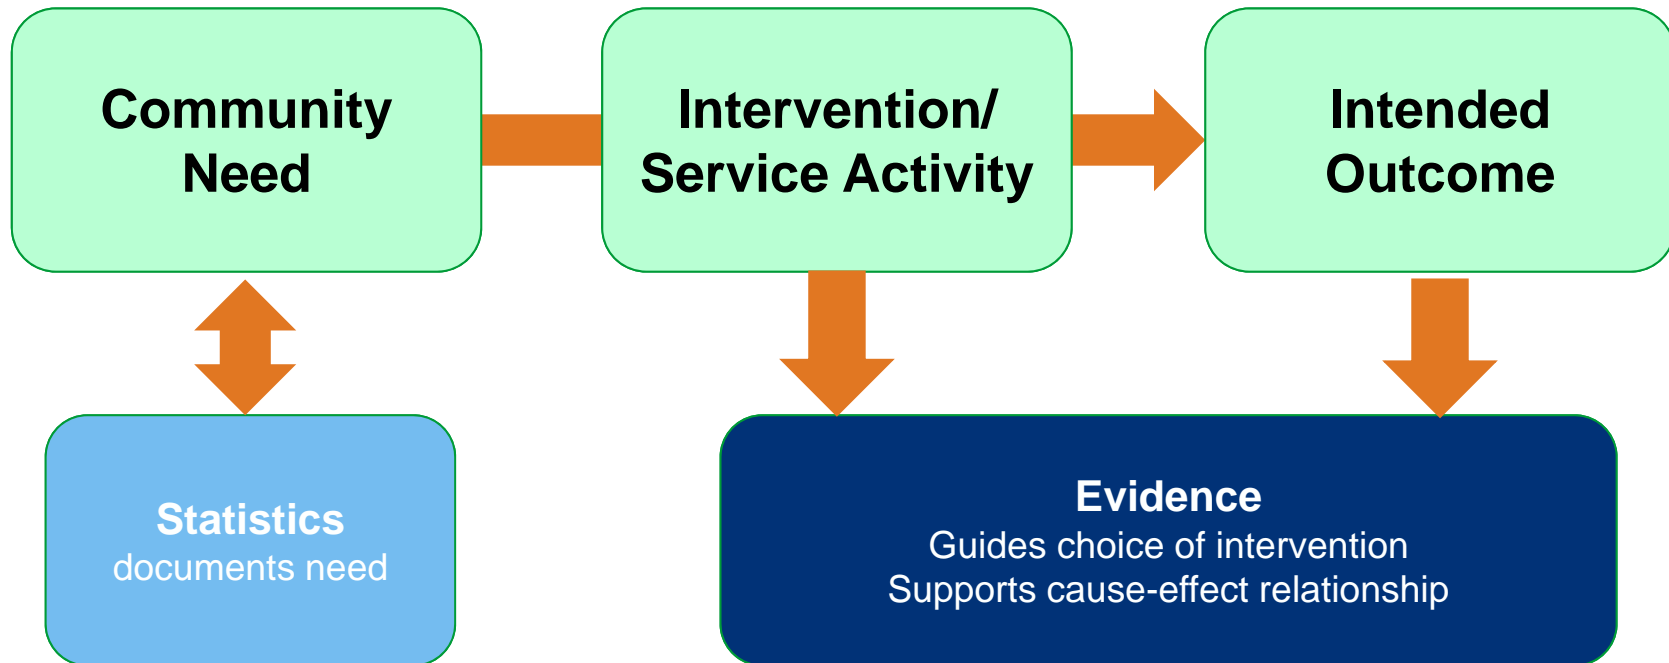 Community
Need
Intervention/
Service Activity
Intended
Outcome
Statistics
documents need
Evidence
Guides choice of intervention
Supports cause-effect relationship